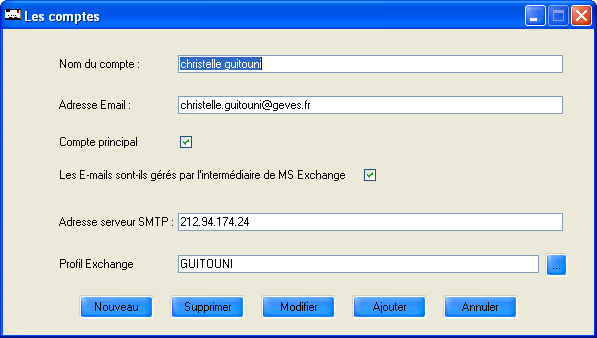 Les comptes
Nom du compte : christelle guitouni
Adresse Email : christelle.guitouni@geves.fr
Compte principal
Les E-mails sont-ils gérés par l'intermédiaire de MS Exchange
Adresse serveur SMTP : 212.94.174.24
Profil Exchange GUITOUNI ...
Nouveau Supprimer Modifier Ajouter Annuler